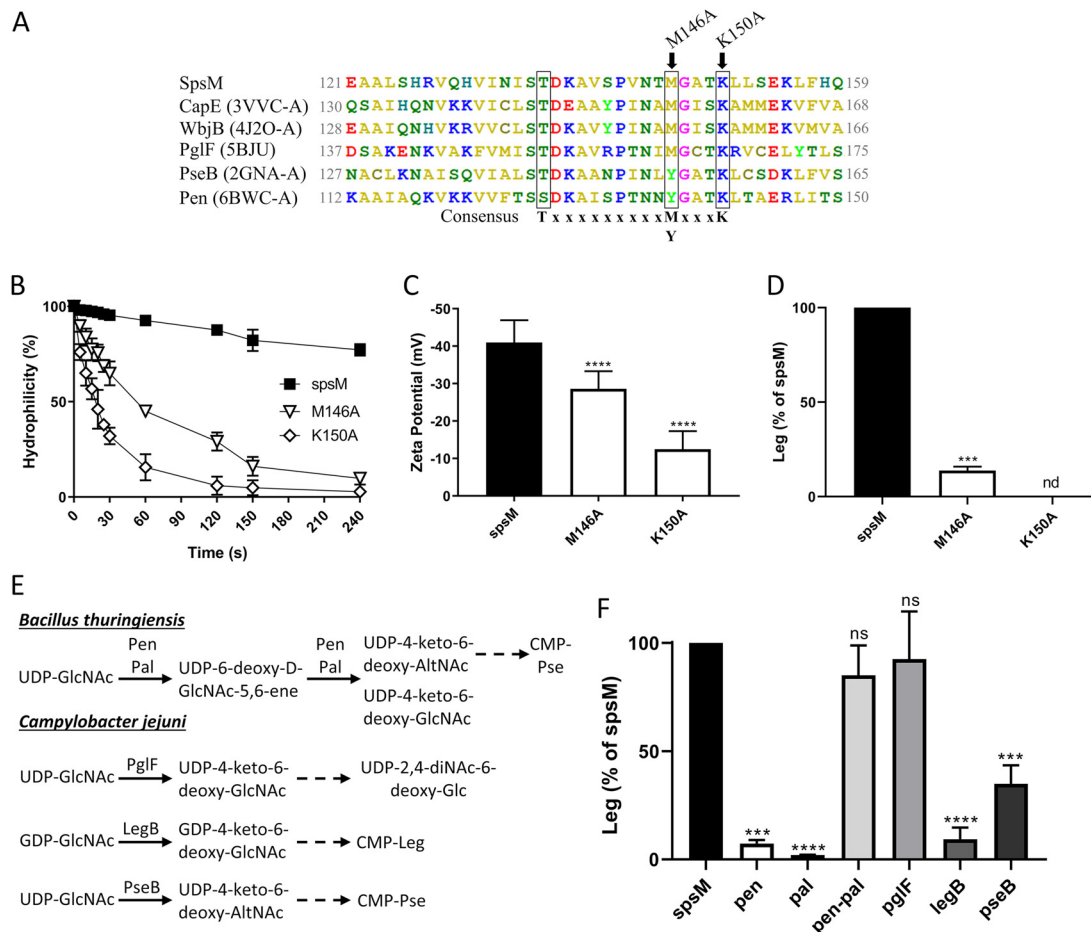 A
M146A
K150A
SpsM 121 EAALSHRVQHVINISTDKAVSPVNTMGATKLLSEKLFHQ 159
CapE (3VVC-A) 130 QSAIHQNVKKVICLSTDEAAYPINAMGISKAMMEKVFVA 168
WbjB (4J2O-A) 128 EAAIQNHVKRVVCLSTDKAVYPINAMGISKAMMEKVMVA 166
PglF (5BJU) 137 DSAKENKVAKFVMISTDKAVRPTNIMGCTKRVCELYTLS 175
PseB (2GNA-A) 127 NACLKNAISQVIALSTDKAANPINLYGATKLCSDKLFVS 165
Pen (6BWC-A) 112 KAAIAQKVKKVVFTSSDKAISPTNNYGATKLTAERLITS 150
Consensus T x x x x x x x x x M x x x K
Y
B
Hydrophilicity (%)
100
50
0
0 30 60 90 120 150 180 210 240
Time (s)
spsM
M146A
K150A
C
Zeta Potential (mV)
-50
-40
-30
-20
-10
0
****
****
spsM
M146A
K150A
D
Leg (% of spsM)
100
50
0
***
nd
spsM
M146A
K150A
E
Bacillus thuringiensis
UDP-GlcNAc
Pen
Pal
UDP-6-deoxy-D-
GlcNAc-5,6-ene
Pen
Pal
UDP-4-keto-6-
deoxy-AltNAc
UDP-4-keto-6-
deoxy-GlcNAc
CMP-
Pse
Campylobacter jejuni
UDP-GlcNAc
PglF
UDP-4-keto-6-
deoxy-GlcNAc
UDP-2,4-diNAc-6-
deoxy-Glc
GDP-GlcNAc
LegB
GDP-4-keto-6-
deoxy-GlcNAc
CMP-Leg
UDP-GlcNAc
PseB
UDP-4-keto-6-
deoxy-AltNAc
CMP-Pse
F
Leg (% of spsM)
100
50
0
***
****
ns
ns
****
***
spsM
pen
pal
pen-pal
pglF
legB
pseB